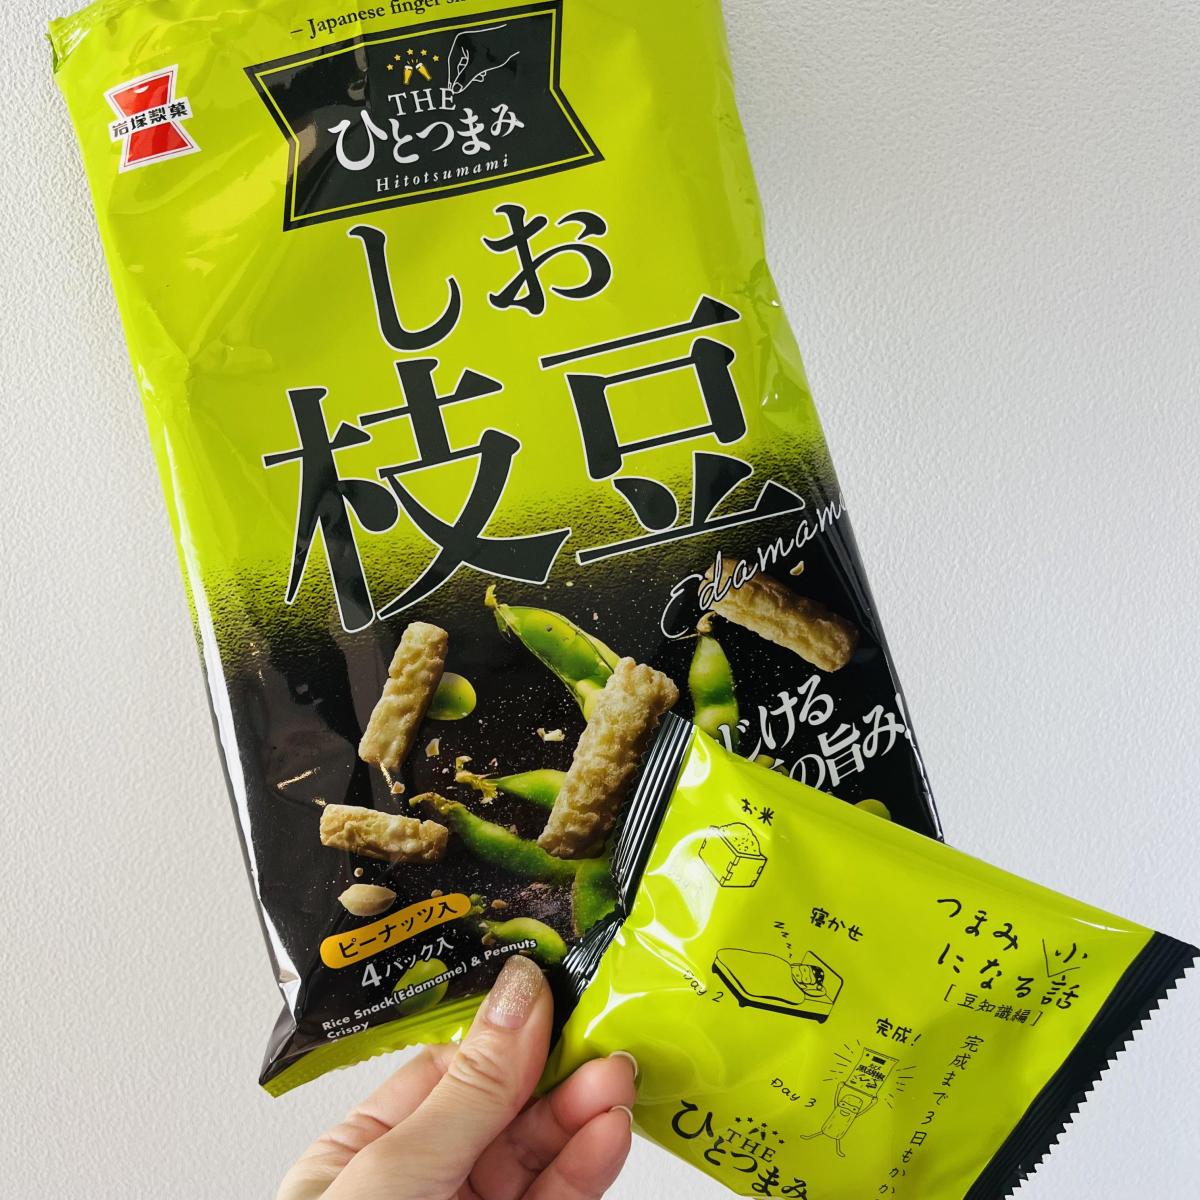 – Japanese finger
岩塚製菓
THE
ひとつまみ
Hitotsumami
しお
枝豆
Edamam
じける
の旨み!
ピーナッツ入
4パック入
Rice Snack(Edamame) & Peanuts
Crispy
お米
寝かせ
z z z
Day 2
完成!
黒胡椒
Day 3
つまみ
になる
小話
[豆知識編]
完成まで3日もかか
THE
ひとつまみ